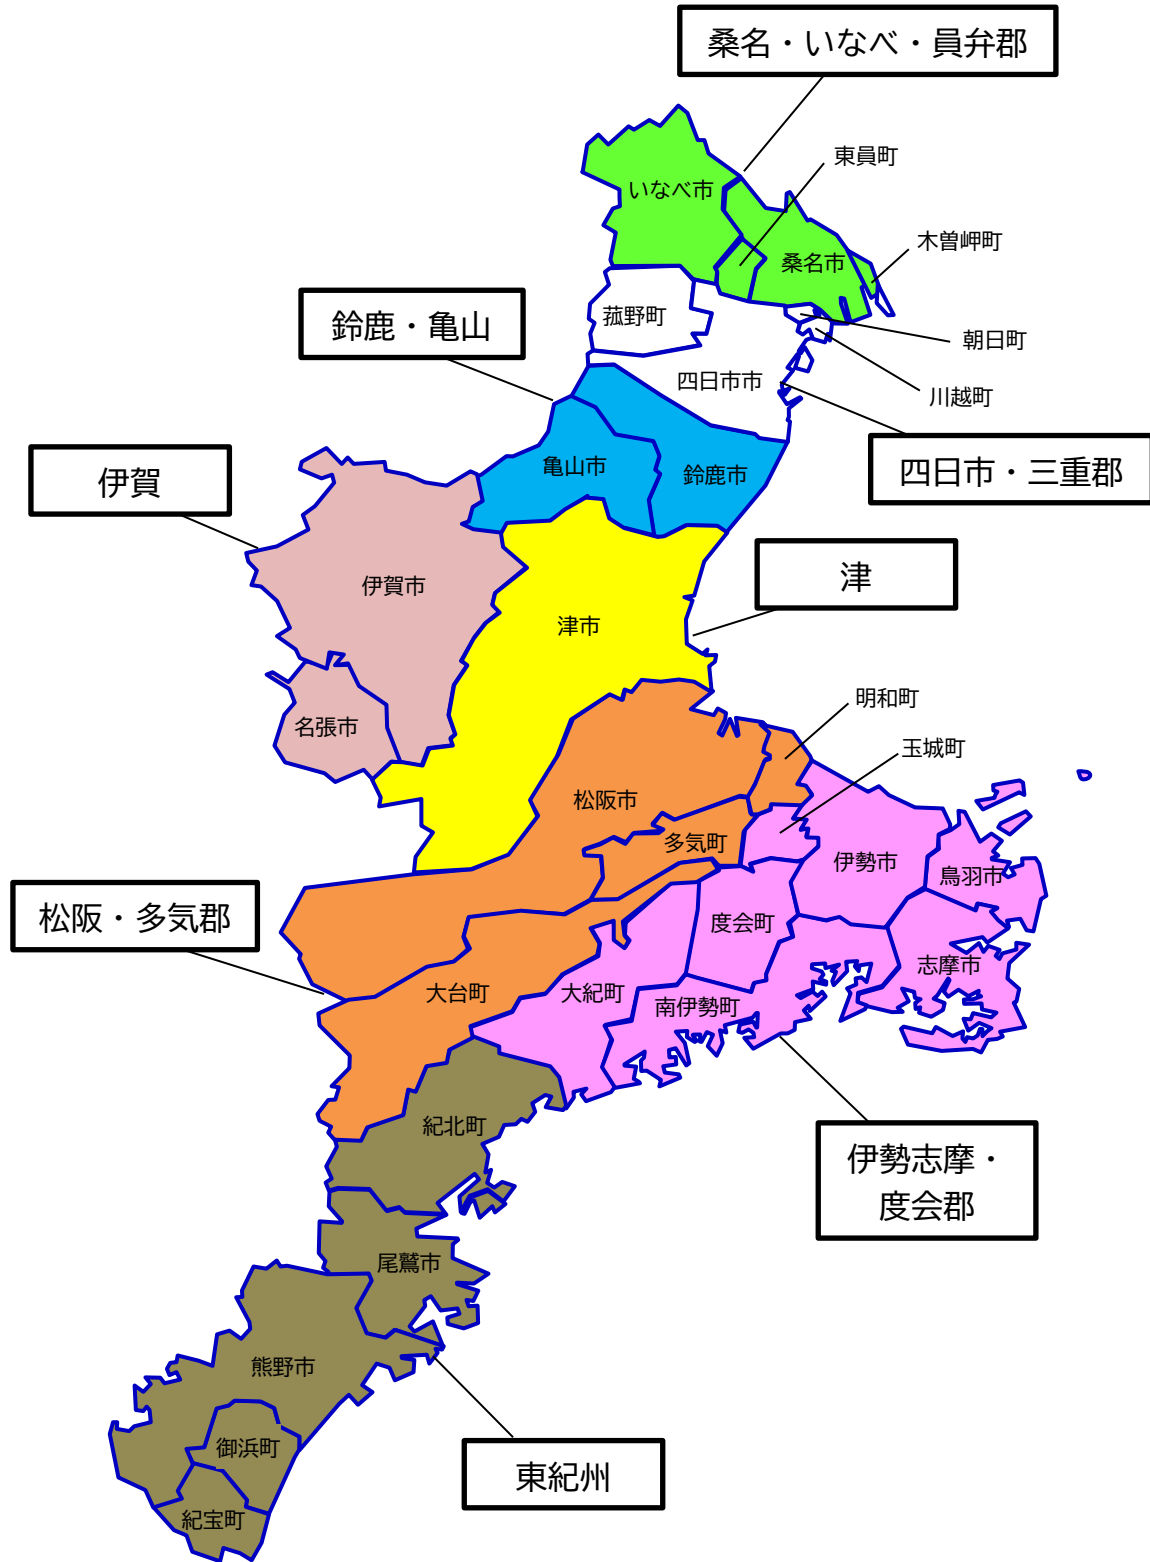 桑名・いなべ・員弁郡
東員町
いなべ市
木曽岬町
桑名市
菰野町
鈴鹿・亀山
朝日町
四日市市
川越町
四日市・三重郡
亀山市
鈴鹿市
伊賀
津
伊賀市
津市
明和町
名張市
玉城町
松阪市
多気町
伊勢市
鳥羽市
松阪・多気郡
度会町
志摩市
大台町
大紀町
南伊勢町
紀北町
伊勢志摩・
度会郡
尾鷲市
熊野市
御浜町
東紀州
紀宝町